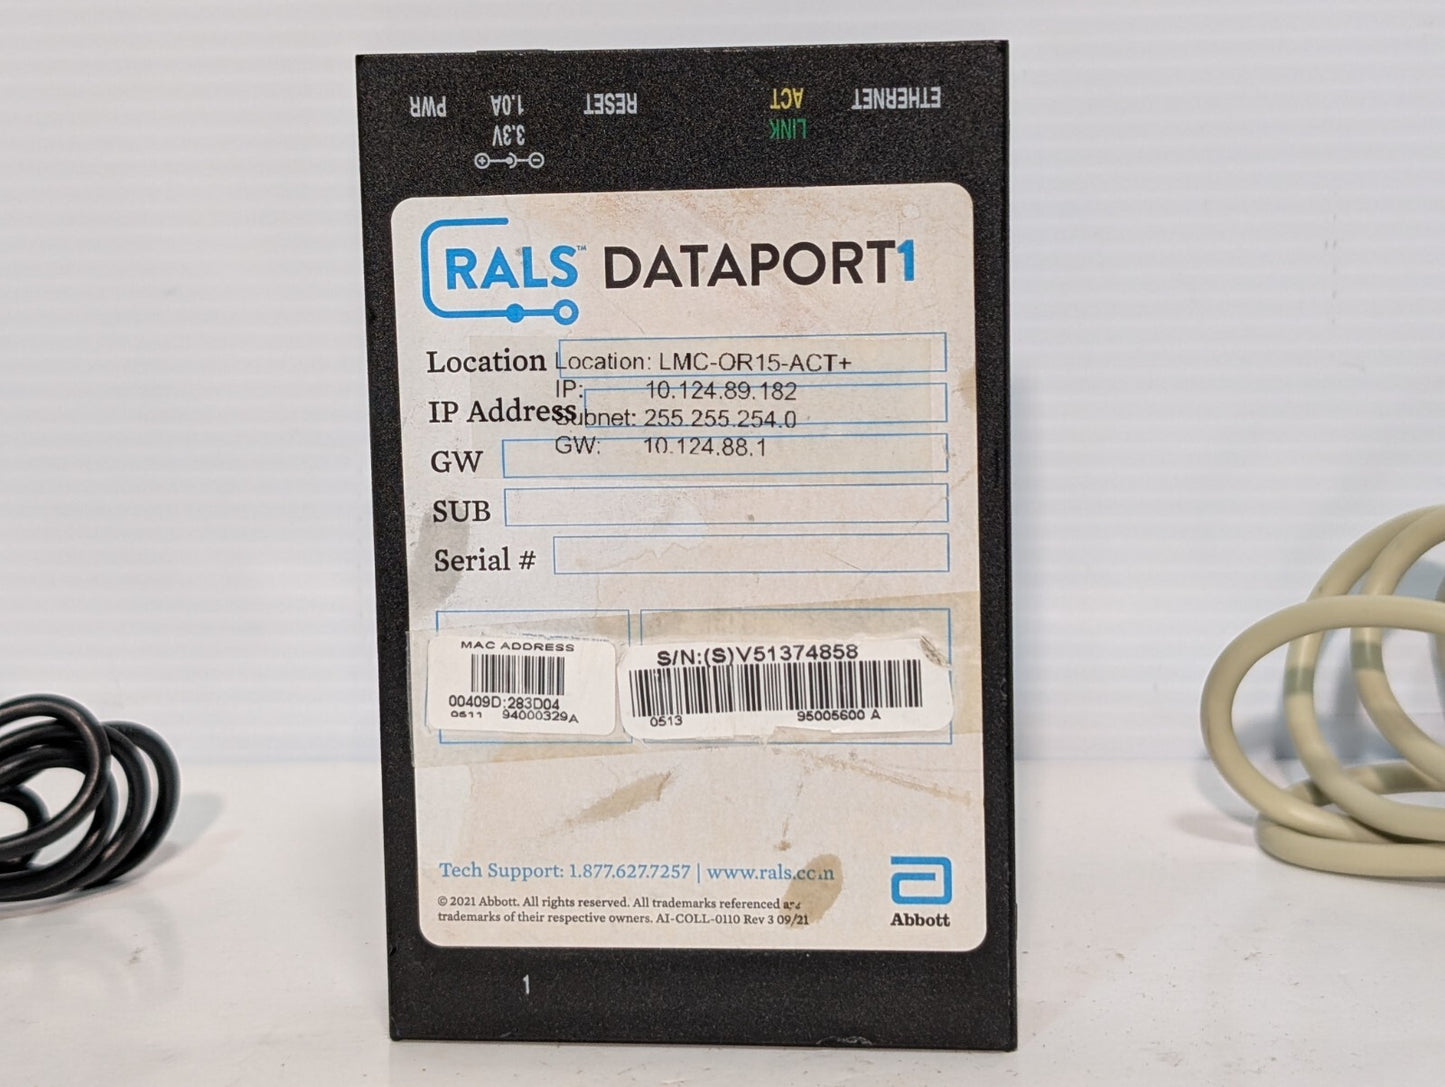 PWR
3.3V
1.0A
RESET
LINK
ACT
ETHERNET
RALS™ DATAPORT1
Location
Location: LMC-OR15-ACT+
IP: 10.124.89.182
IP Address
Subnet: 255.255.254.0
GW: 10.124.88.1
GW
SUB
Serial #
MAC ADDRESS
00409D:283D04
0611 94000329A
S/N:(S)V51374858
0513 95005600 A
Tech Support: 1.877.627.7257 | www.rals.com
© 2021 Abbott. All rights reserved. All trademarks referenced are
trademarks of their respective owners. AI-COLL-0110 Rev 3 09/21
Abbott
1